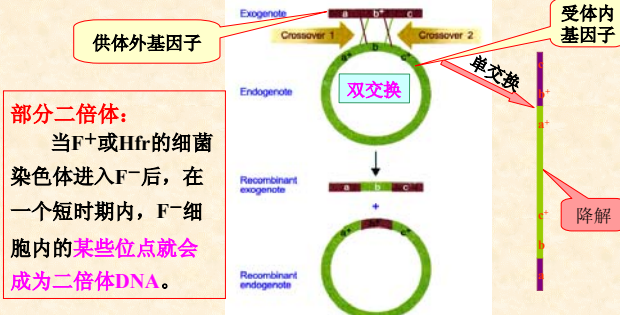 供体外基因子
受体内
基因子
Exogenote
a b+ c
Crossover 1
Crossover 2
a+ b c+
Endogenote
双交换
单交换
部分二倍体:
当F+或Hfr的细菌
染色体进入F−后，在
一个短时期内，F−细
胞内的某些位点就会
成为二倍体DNA。
Recombinant
exogenote
a b c
+
a+ b+ c+
Recombinant
endogenote
c
b+
a+
c+
b
a
降解